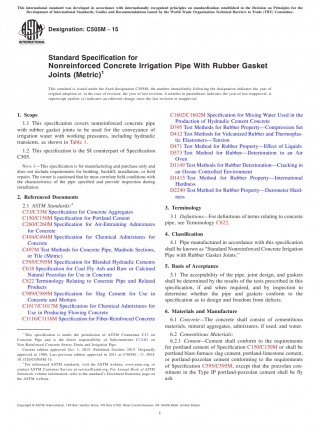 This international standard was developed in accordance with internationally recognized principles on standardization established in the Decision on Principles for the
Development of International Standards, Guides and Recommendations issued by the World Trade Organization Technical Barriers to Trade (TBT) Committee.
Designation: C505M − 15
Standard Specification for
Nonreinforced Concrete Irrigation Pipe With Rubber Gasket
Joints (Metric)1
This standard is issued under the fixed designation C505M; the number immediately following the designation indicates the year of
original adoption or, in the case of revision, the year of last revision. A number in parentheses indicates the year of last reapproval. A
superscript epsilon (ε) indicates an editorial change since the last revision or reapproval.
1. Scope
1.1 This specification covers nonreinforced concrete pipe
with rubber gasket joints to be used for the conveyance of
irrigation water with working pressures, including hydraulic
transients, as shown in Table 1.
1.2 This specification is the SI counterpart of Specification
C505.
NOTE 1—This specification is for manufacturing and purchase only and
does not include requirements for bedding, backfill, installation, or field
repairs. The owner is cautioned that he must correlate field conditions with
the characteristics of the pipe specified and provide inspection during
installation.
2. Referenced Documents
2.1 ASTM Standards:2
C33/C33M Specification for Concrete Aggregates
C150/C150M Specification for Portland Cement
C260/C260M Specification for Air-Entraining Admixtures
for Concrete
C494/C494M Specification for Chemical Admixtures for
Concrete
C497M Test Methods for Concrete Pipe, Manhole Sections,
or Tile (Metric)
C595/C595M Specification for Blended Hydraulic Cements
C618 Specification for Coal Fly Ash and Raw or Calcined
Natural Pozzolan for Use in Concrete
C822 Terminology Relating to Concrete Pipe and Related
Products
C989/C989M Specification for Slag Cement for Use in
Concrete and Mortars
C1017/C1017M Specification for Chemical Admixtures for
Use in Producing Flowing Concrete
C1116/C1116M Specification for Fiber-Reinforced Concrete
1 This specification is under the jurisdiction of ASTM Committee C13 on
Concrete Pipe and is the direct responsibility of Subcommittee C13.01 on
Non-Reinforced Concrete Sewer, Drain and Irrigation Pipe.
Current edition approved Oct. 1, 2015. Published October 2015. Originally
approved in
2 For referenced ASTM standards, visit the ASTM website, www.astm.org, or
contact ASTM Customer Service at service@astm.org. For Annual Book of ASTM
Standards volume information, refer to the standard's Document Summary page on
the ASTM website.
C1602/C1602M Specification for Mixing Water Used in the
Production of Hydraulic Cement Concrete
D395 Test Methods for Rubber Property—Compression Set
D412 Test Methods for Vulcanized Rubber and Thermoplas-
tic Elastomers—Tension
D471 Test Method for Rubber Property—Effect of Liquids
D573 Test Method for Rubber—Deterioration in an Air
Oven
D1149 Test Methods for Rubber Deterioration—Cracking in
an Ozone Controlled Environment
D1415 Test Method for Rubber Property—International
Hardness
D2240 Test Method for Rubber Property—Durometer Hard-
ness
3. Terminology
3.1 Definitions—For definitions of terms relating to concrete
pipe, see Terminology C822.
4. Classification
4.1 Pipe manufactured in accordance with this specification
shall be known as "Standard Nonreinforced Concrete Irrigation
Pipe with Rubber Gasket Joints."
5. Basis of Acceptance
5.1 The acceptability of the pipe, joint design, and gaskets
shall be determined by the results of the tests prescribed in this
specification, if and when required, and by inspection to
determine whether the pipe and gaskets conform to the
specification as to design and freedom from defects.
6. Materials and Manufacture
6.1 Concrete—The concrete shall consist of cementitious
materials, mineral aggregates, admixtures, if used, and water.
6.2 Cementitious Materials:
6.2.1 Cement—Cement shall conform to the requirements
for portland cement of Specification C150/C150M or shall be
portland blast-furnace slag cement, portland-limestone cement,
or portland-pozzolan cement conforming to the requirements
of Specification C595/C595M, except that the pozzolan con-
stituent in the Type IP portland-pozzolan cement shall be fly
ash.
Copyright © ASTM International, 100 Barr Harbor Drive, PO Box C700, West Conshohocken, PA 19428-2959. United States
1